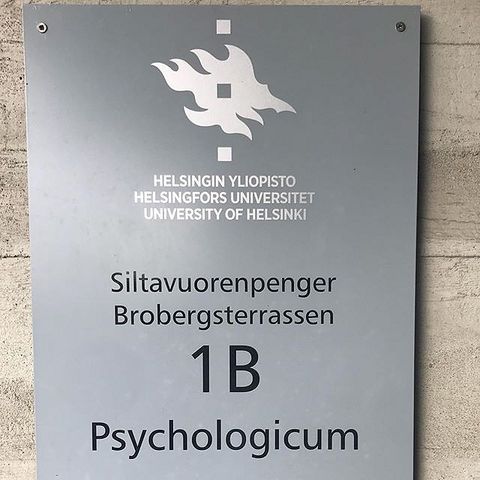 HELSINGIN YLIOPISTO
HELSINGFORS UNIVERSITET
UNIVERSITY OF HELSINKI
Siltavuorenpenger
Brobergsterrassen
1B
Psychologicum